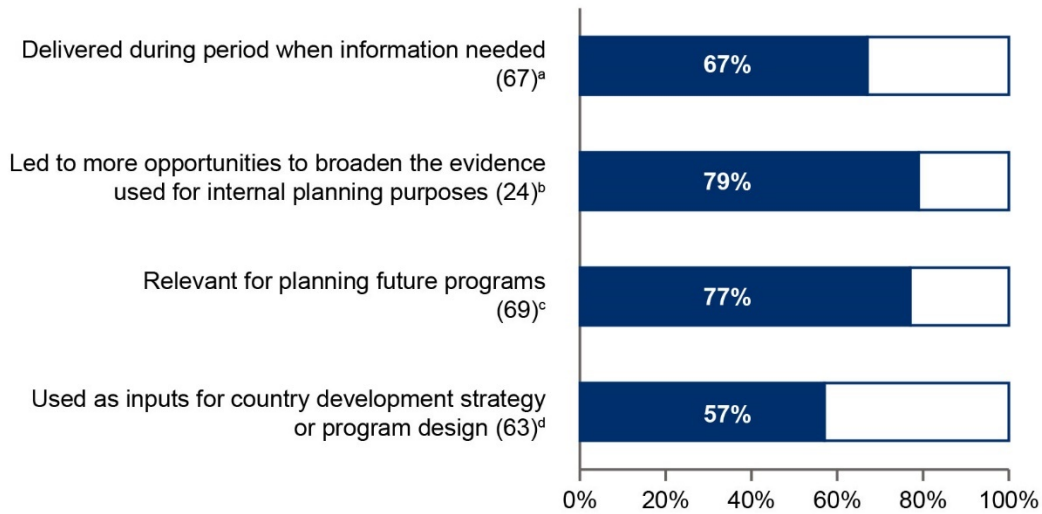 Delivered during period when information needed
(67)ᵃ
67%
Led to more opportunities to broaden the evidence
used for internal planning purposes (24)ᵇ
79%
Relevant for planning future programs
(69)ᶜ
77%
Used as inputs for country development strategy
or program design (63)ᵈ
57%
0% 20% 40% 60% 80% 100%